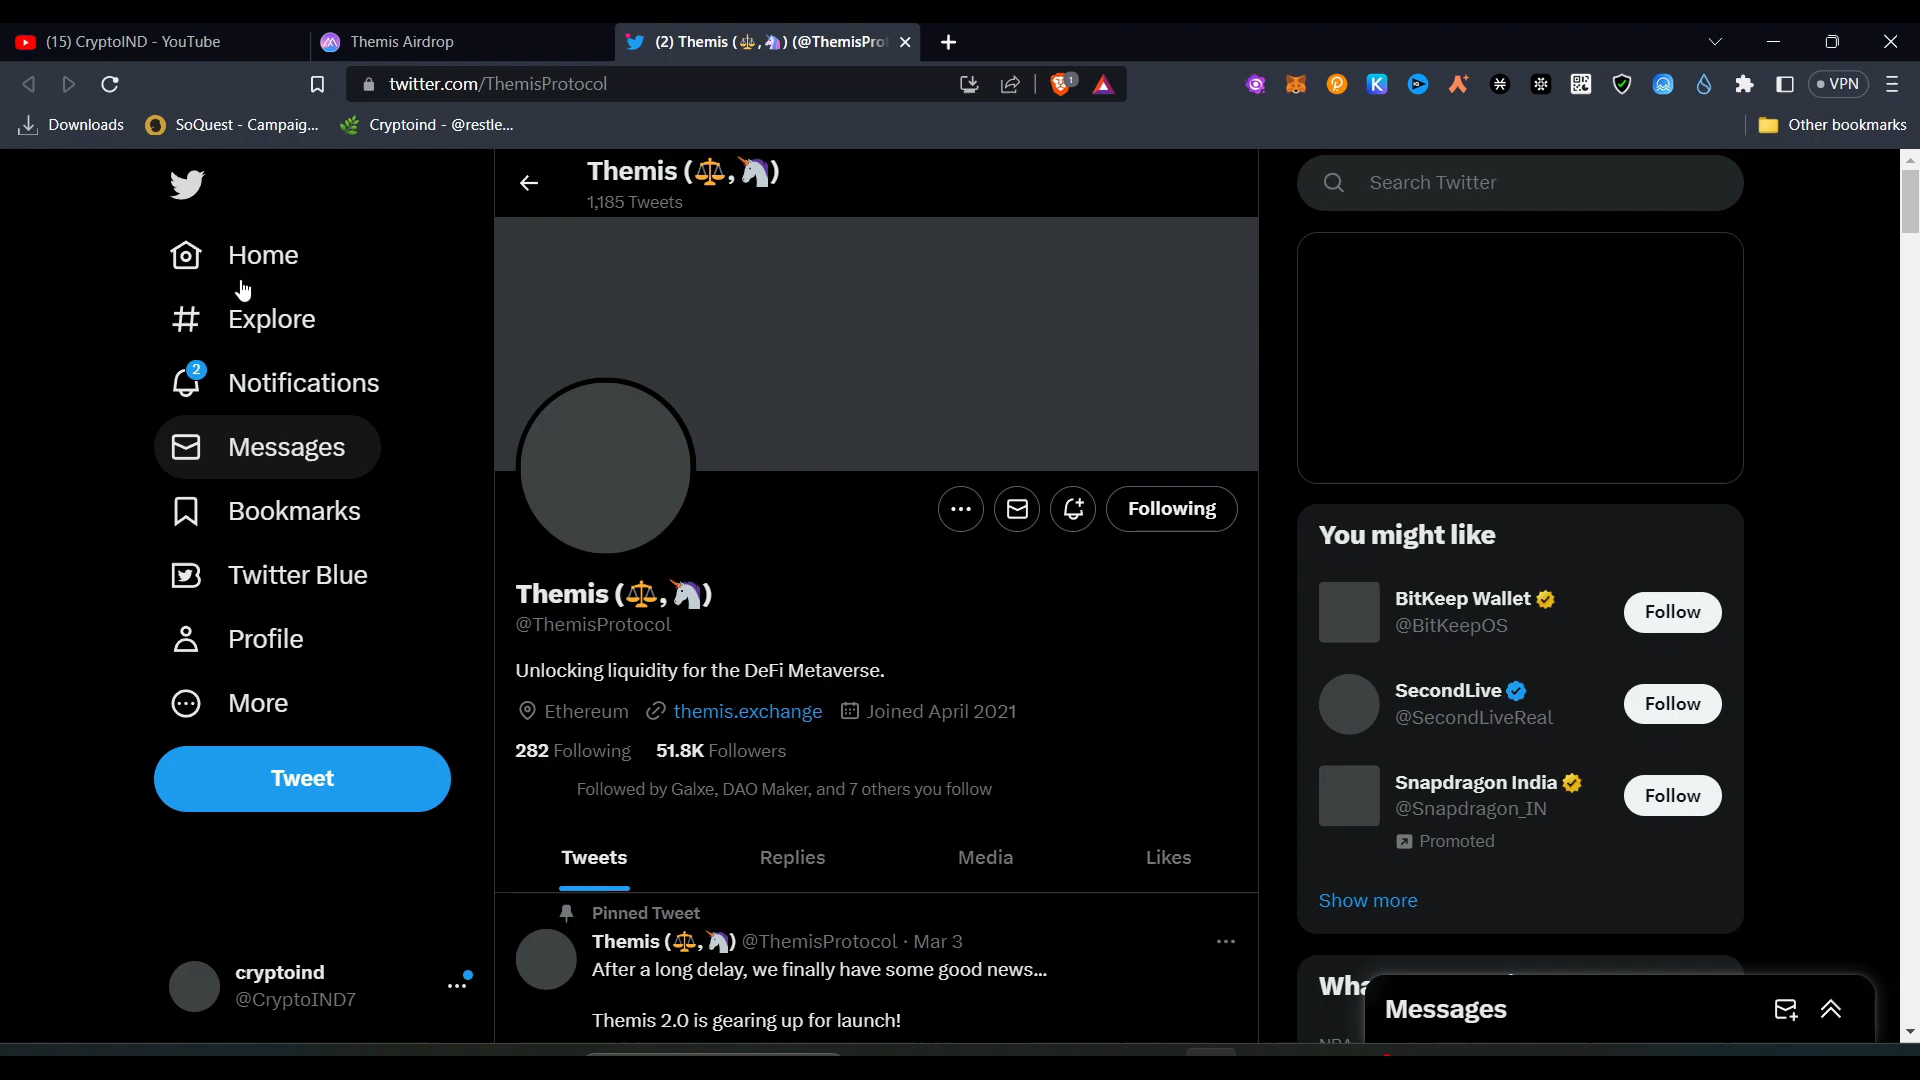 (15) CryptoIND - YouTube
Themis Airdrop
(2) Themis (⚖️,🦄) (@ThemisPro
twitter.com/ThemisProtocol
1
VPN
Downloads
SoQuest - Campaig...
Cryptoind - @restle...
Other bookmarks
Themis (⚖️,🦄)
1,185 Tweets
Search Twitter
Home
Explore
2
Notifications
Messages
Bookmarks
Twitter Blue
Profile
More
Tweet
cryptoind
@CryptoIND7
Following
Themis (⚖️,🦄)
@ThemisProtocol
Unlocking liquidity for the DeFi Metaverse.
Ethereum themis.exchange Joined April 2021
282 Following 51.8K Followers
Followed by Galxe, DAO Maker, and 7 others you follow
Tweets Replies Media Likes
Pinned Tweet
Themis (⚖️,🦄) @ThemisProtocol · Mar 3
After a long delay, we finally have some good news...
Themis 2.0 is gearing up for launch!
You might like
BitKeep Wallet
@BitKeepOS
Follow
SecondLive
@SecondLiveReal
Follow
Snapdragon India
@Snapdragon_IN
Promoted
Follow
Show more
Messages